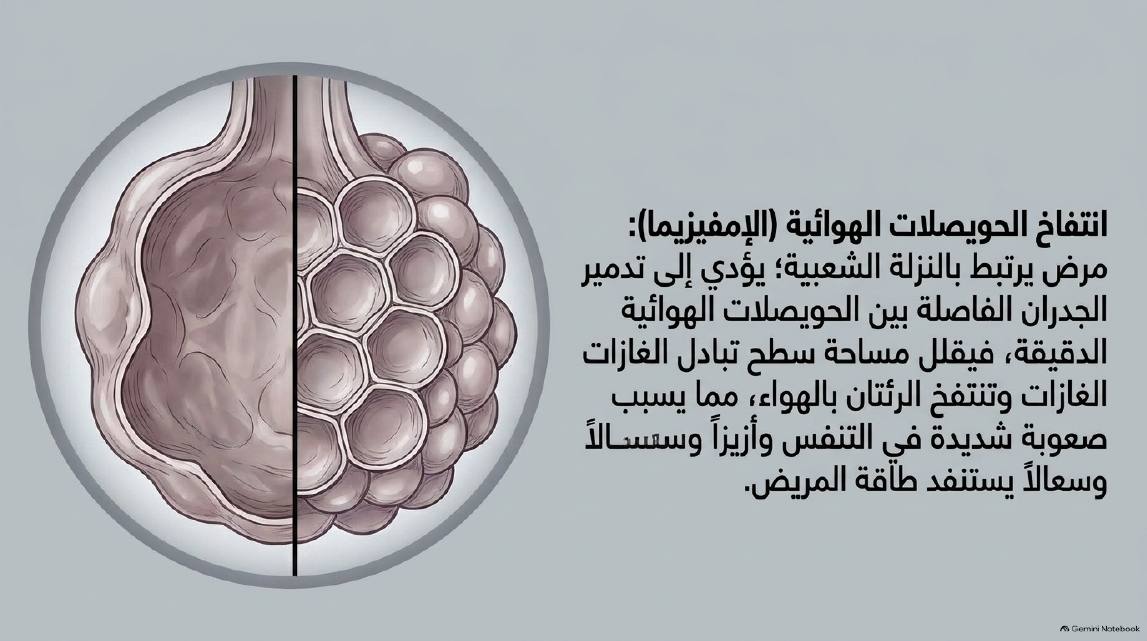 انتفاخ الحويصلات الهوائية (الإمفيزيما):
مرض يرتبط بالنزلة الشعبية؛ يؤدي إلى تدمير
الجدران الفاصلة بين الحويصلات الهوائية
الدقيقة، فيقلل مساحة سطح تبادل الغازات
الغازات وتنتفخ الرئتان بالهواء، مما يسبب
صعوبة شديدة في التنفس وأزيزاً
وسعالاً يستنفد طاقة المريض.
Gemini Notebook